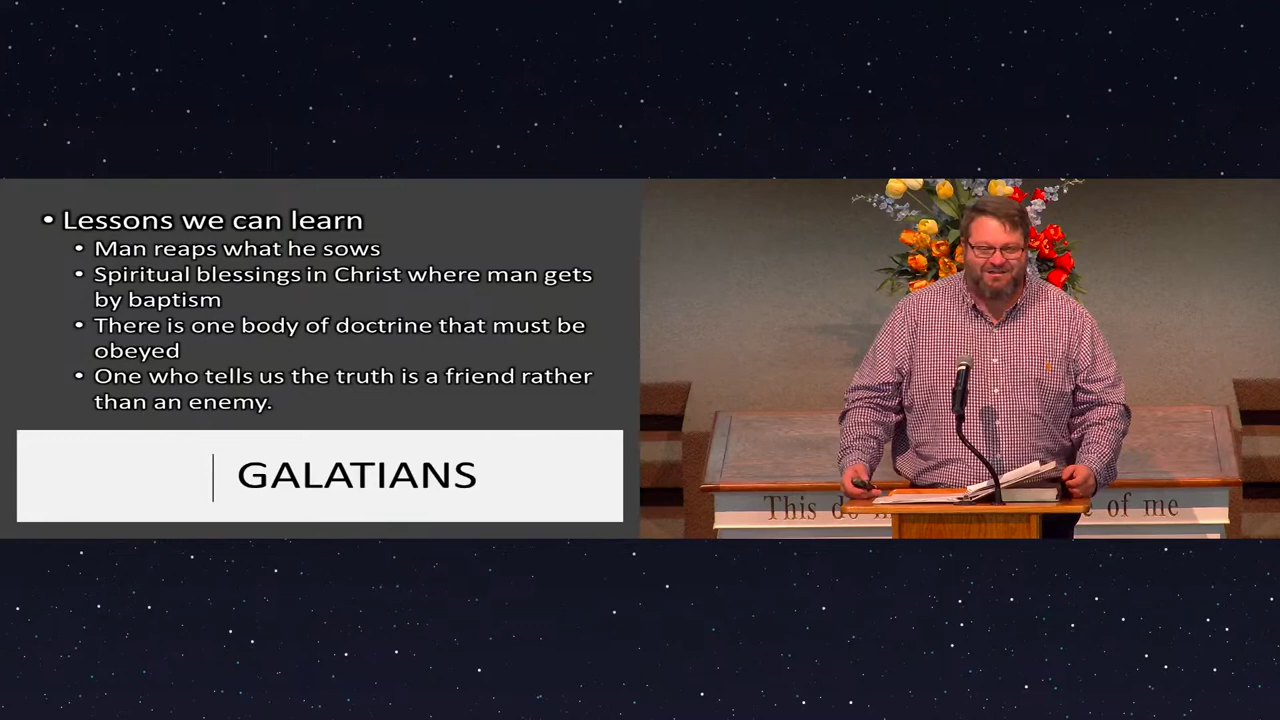 • Lessons we can learn
• Man reaps what he sows
• Spiritual blessings in Christ where man gets
by baptism
• There is one body of doctrine that must be
obeyed
• One who tells us the truth is a friend rather
than an enemy.
GALATIANS
This do of me